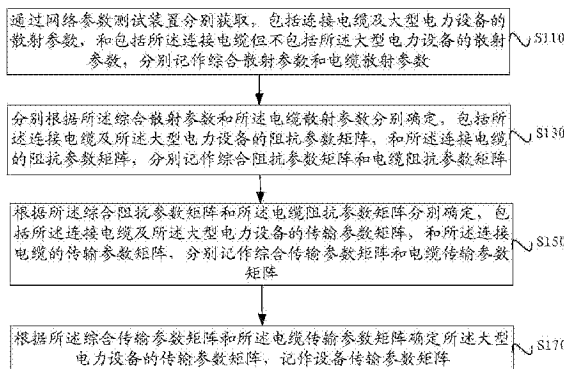 通过网络参数测试装置分别获取，包括连接电缆及大型电力设备的
散射参数，和包括所述连接电缆但不包括所述大型电力设备的散射
参数，分别记作综合散射参数和电缆散射参数
S110
分别根据所述综合散射参数和所述电缆散射参数分别确定，包括所
述连接电缆及所述大型电力设备的阻抗参数矩阵，和所述连接电缆
的阻抗参数矩阵，分别记作综合阻抗参数矩阵和电缆阻抗参数矩阵
S130
根据所述综合阻抗参数矩阵和所述电缆阻抗参数矩阵分别确定，包
括所述连接电缆及所述大型电力设备的传输参数矩阵，和所述连接
电缆的传输参数矩阵，分别记作综合传输参数矩阵和电缆传输参数
矩阵
S150
根据所述综合传输参数矩阵和所述电缆传输参数矩阵确定所述大型
电力设备的传输参数矩阵，记作设备传输参数矩阵
S170